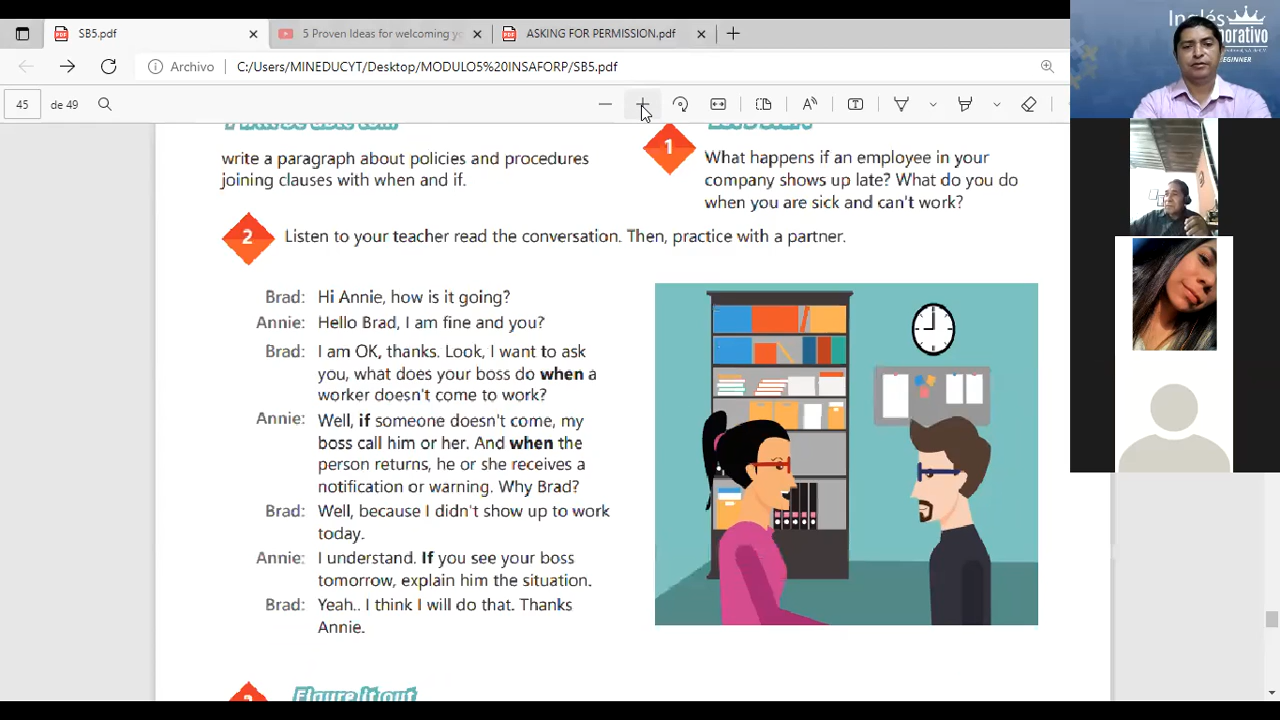 SB5.pdf
5 Proven Ideas for welcoming yo
ASKING FOR PERMISSION.pdf
Archivo
C:/Users/MINEDUCYT/Desktop/MODULO5%20INSAFORP/SB5.pdf
45 de 49
Inglés
BEGINNER
1
write a paragraph about policies and procedures
joining clauses with when and if.
What happens if an employee in your
company shows up late? What do you do
when you are sick and can't work?
2
Listen to your teacher read the conversation. Then, practice with a partner.
Brad: Hi Annie, how is it going?
Annie: Hello Brad, I am fine and you?
Brad: I am OK, thanks. Look, I want to ask
you, what does your boss do when a
worker doesn't come to work?
Annie: Well, if someone doesn't come, my
boss call him or her. And when the
person returns, he or she receives a
notification or warning. Why Brad?
Brad: Well, because I didn't show up to work
today.
Annie: I understand. If you see your boss
tomorrow, explain him the situation.
Brad: Yeah.. I think I will do that. Thanks
Annie.
Figure it out